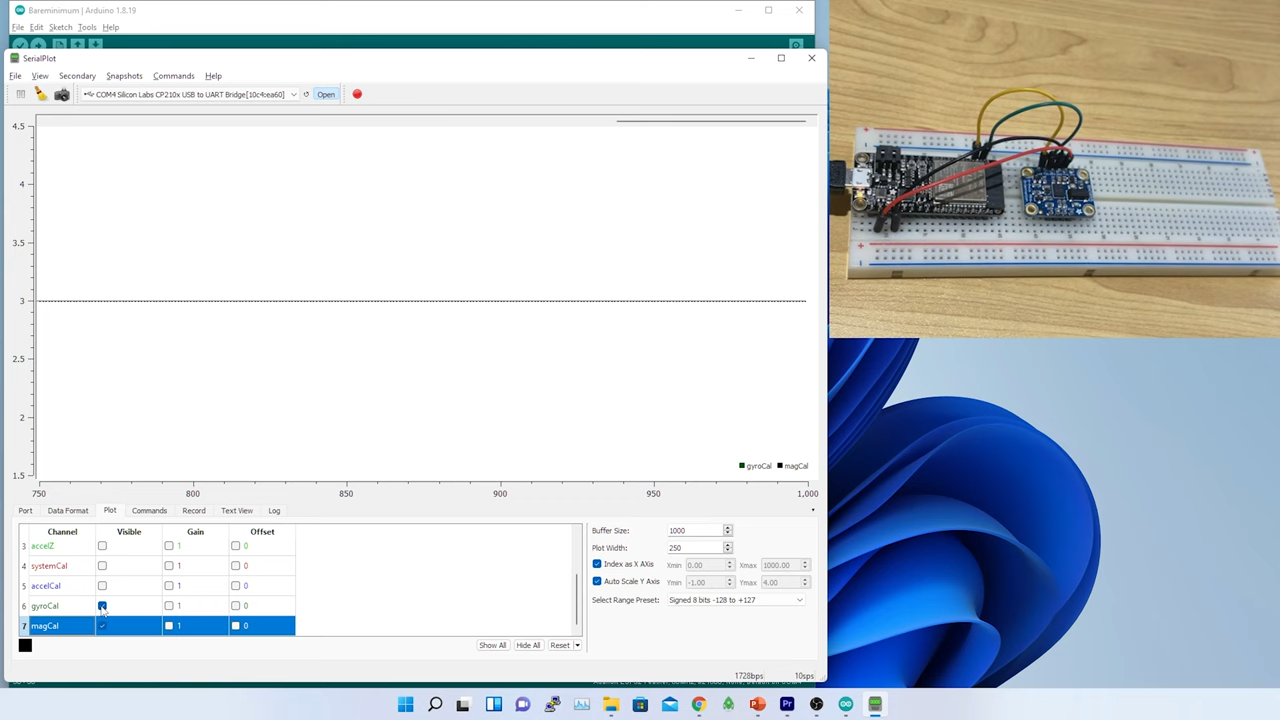 Bareminimum | Arduino 1.8.19
File Edit Sketch Tools Help
SerialPlot
File View Secondary Snapshots Commands Help
COM4 Silicon Labs CP210x USB to UART Bridge[10c4:ea60] Open
4.5
4
3.5
3
2.5
2
1.5
gyroCal magCal
750 800 850 900 950 1,000
Port Data Format Plot Commands Record Text View Log
Channel Visible Gain Offset
3 accelZ 1 0
4 systemCal 1 0
5 accelCal 1 0
6 gyroCal 1 0
7 magCal 1 0
Buffer Size: 1000
Plot Width: 250
Index as X AXis Xmin 0.00 Xmax 1000.00
Auto Scale Y Axis Ymin -1.00 Ymax 4.00
Select Range Preset: Signed 8 bits -128 to +127
Show All Hide All Reset
1728bps 10sps